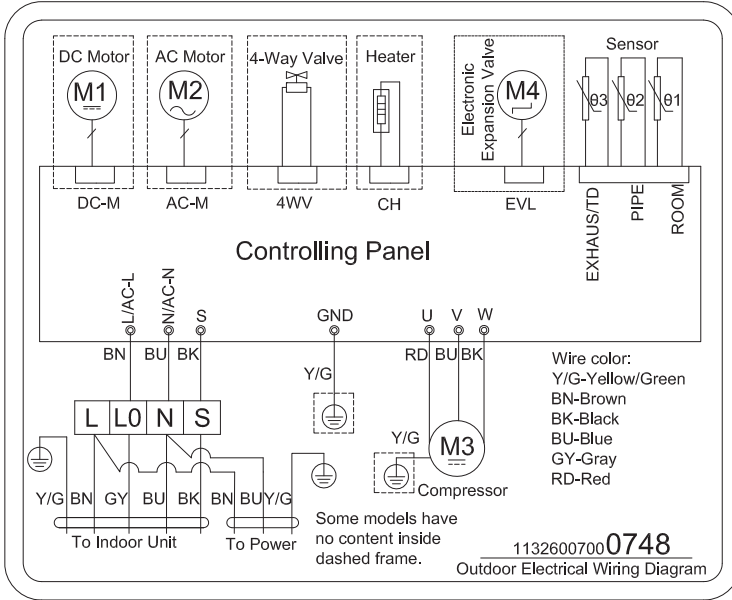 DC Motor
AC Motor
4-Way Valve
Heater
Electronic
Expansion Valve
Sensor
M1
M2
M4
θ3
θ2
θ1
DC-M
AC-M
4WV
CH
EVL
EXHAUS/TD
PIPE
ROOM
Controlling Panel
L/AC-L
N/AC-N
S
GND
U
V
W
BN
BU
BK
Y/G
RD
BU
BK
Wire color:
Y/G-Yellow/Green
BN-Brown
BK-Black
BU-Blue
GY-Gray
RD-Red
L
L0
N
S
Y/G
M3
Compressor
Y/G
BN
GY
BU
BK
BN
BU
Y/G
To Indoor Unit
To Power
Some models have
no content inside
dashed frame.
11326007000748
Outdoor Electrical Wiring Diagram